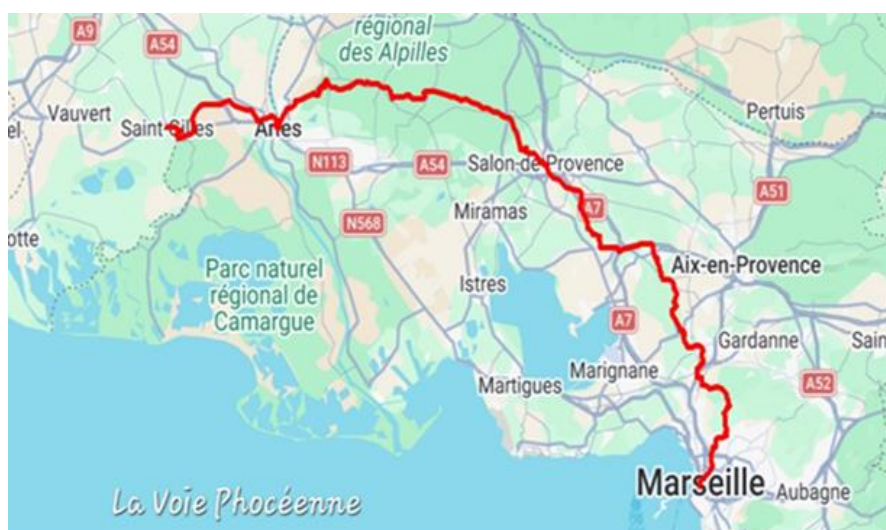 régional
des Alpilles
A9
A54
Vauvert
Saint-Gilles
Arles
Pertuis
N113
A54
Salon-de-Provence
A51
N568
Miramas
A7
otte
Parc naturel
régional de
Camargue
Aix-en-Provence
Istres
A7
Gardanne
Sain
Marignane
Martigues
A52
Marseille
Aubagne
La Voie Phocéenne